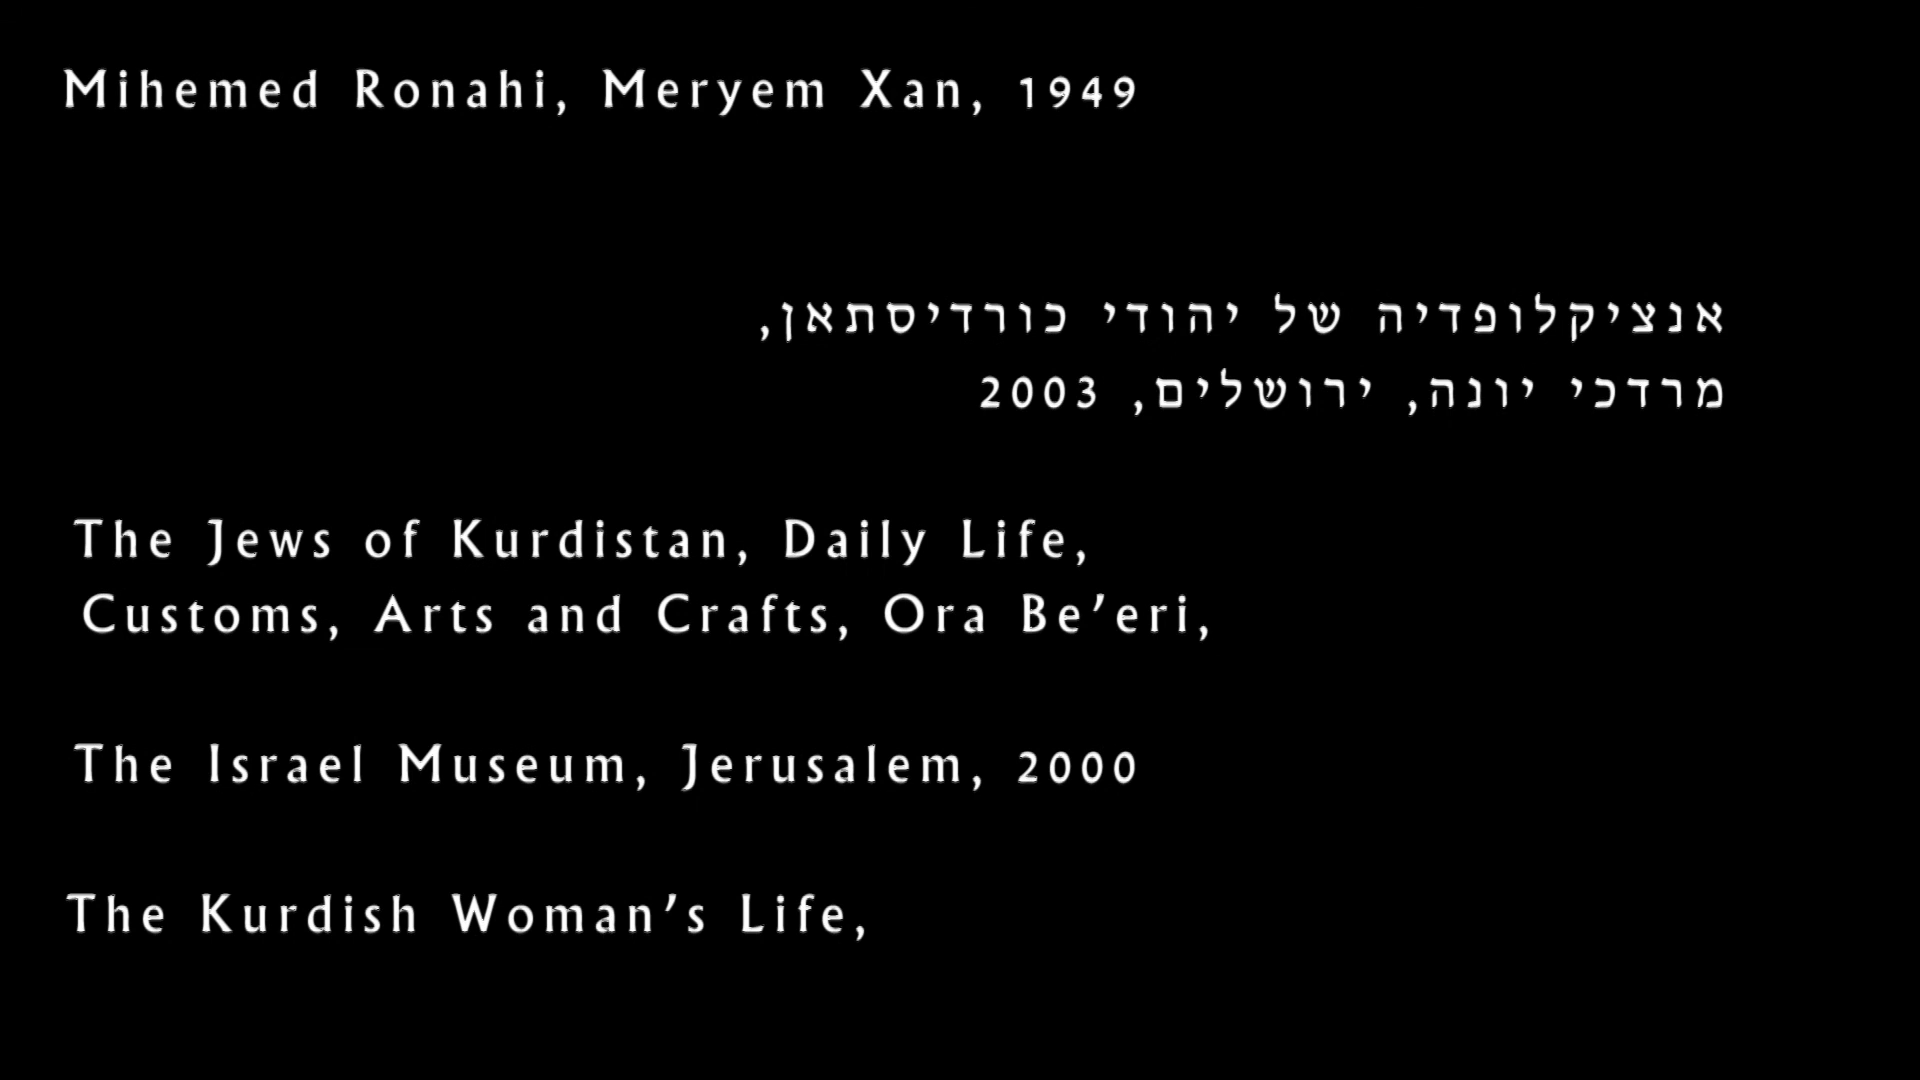 Mihemed Ronahi, Meryem Xan, 1949
אנציקלופדיה של יהודי כורדיסתאן,
מרדכי יונה, ירושלים, 2003
The Jews of Kurdistan, Daily Life,
Customs, Arts and Crafts, Ora Be’eri,
The Israel Museum, Jerusalem, 2000
The Kurdish Woman’s Life,